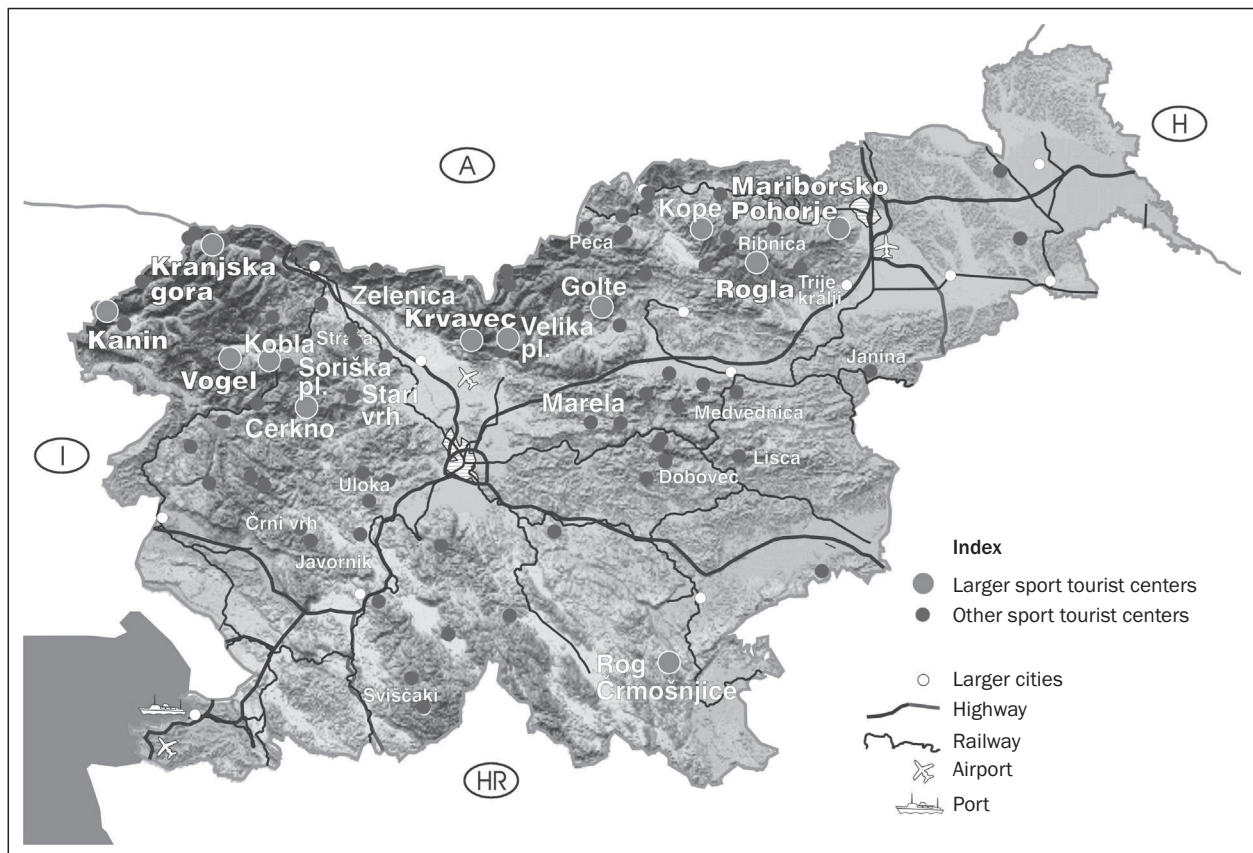 A
H
I
HR
Mariborsko
Pohorje
Kope
Peca
Ribnica
Kranjska
gora
Zelenica
Golte
Rogla
Trije
kralji
Kanin
Krvavec
Velika
pl.
Kobla
Vogel
Soriška
pl.
Stari
vrh
Cerkno
Janina
Marela
Medvednica
Lisca
Dobovec
Uloka
Črni vrh
Javornik
Rog
Črmošnjice
Sviščaki
Index
Larger sport tourist centers
Other sport tourist centers
Larger cities
Highway
Railway
Airport
Port